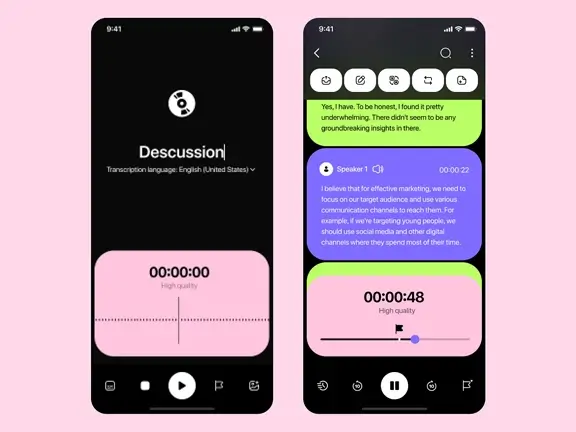 9:41
Descussion
Transcription language: English (United States)
00:00:00
High quality
9:41
Yes, I have. To be honest, I found it pretty
underwhelming. There didn't seem to be any
groundbreaking insights in there.
Speaker 1
00:00:22
I believe that for effective marketing, we need to
focus on our target audience and use various
communication channels to reach them. For
example, if we're targeting young people, we
should use social media and other digital
channels where they spend most of their time.
00:00:48
High quality
10
10